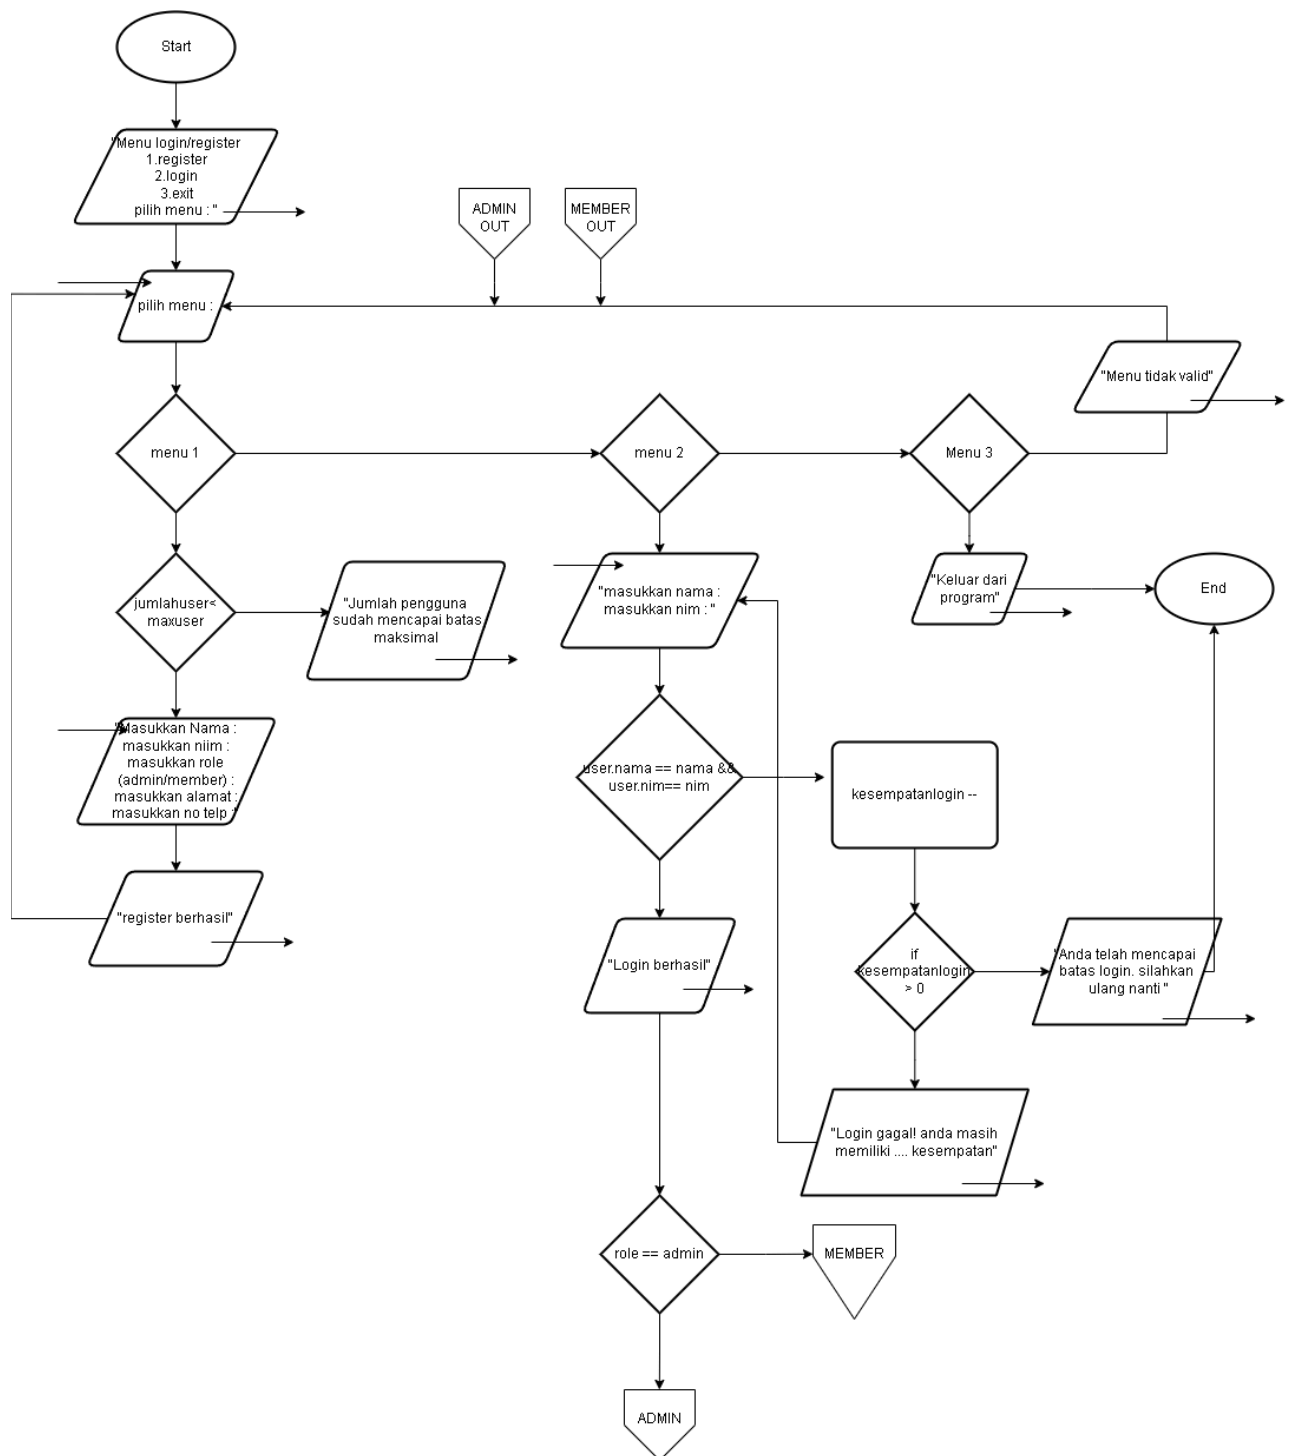 Start
"Menu login/register
1.register
2.login
3.exit
pilih menu : "
ADMIN
OUT
MEMBER
OUT
pilih menu :
"Menu tidak valid"
menu 1
menu 2
Menu 3
jumlahuser<
maxuser
"Jumlah pengguna
sudah mencapai batas
maksimal
"masukkan nama :
masukkan nim : "
"Keluar dari
program"
End
"Masukkan Nama :
masukkan niim :
masukkan role
(admin/member) :
masukkan alamat :
masukkan no telp :"
user.nama == nama &&
user.nim== nim
kesempatanlogin --
"register berhasil"
"Login berhasil"
if
kesempatanlogin
> 0
"Anda telah mencapai
batas login. silahkan
ulang nanti "
"Login gagal! anda masih
memiliki .... kesempatan"
role == admin
MEMBER
ADMIN